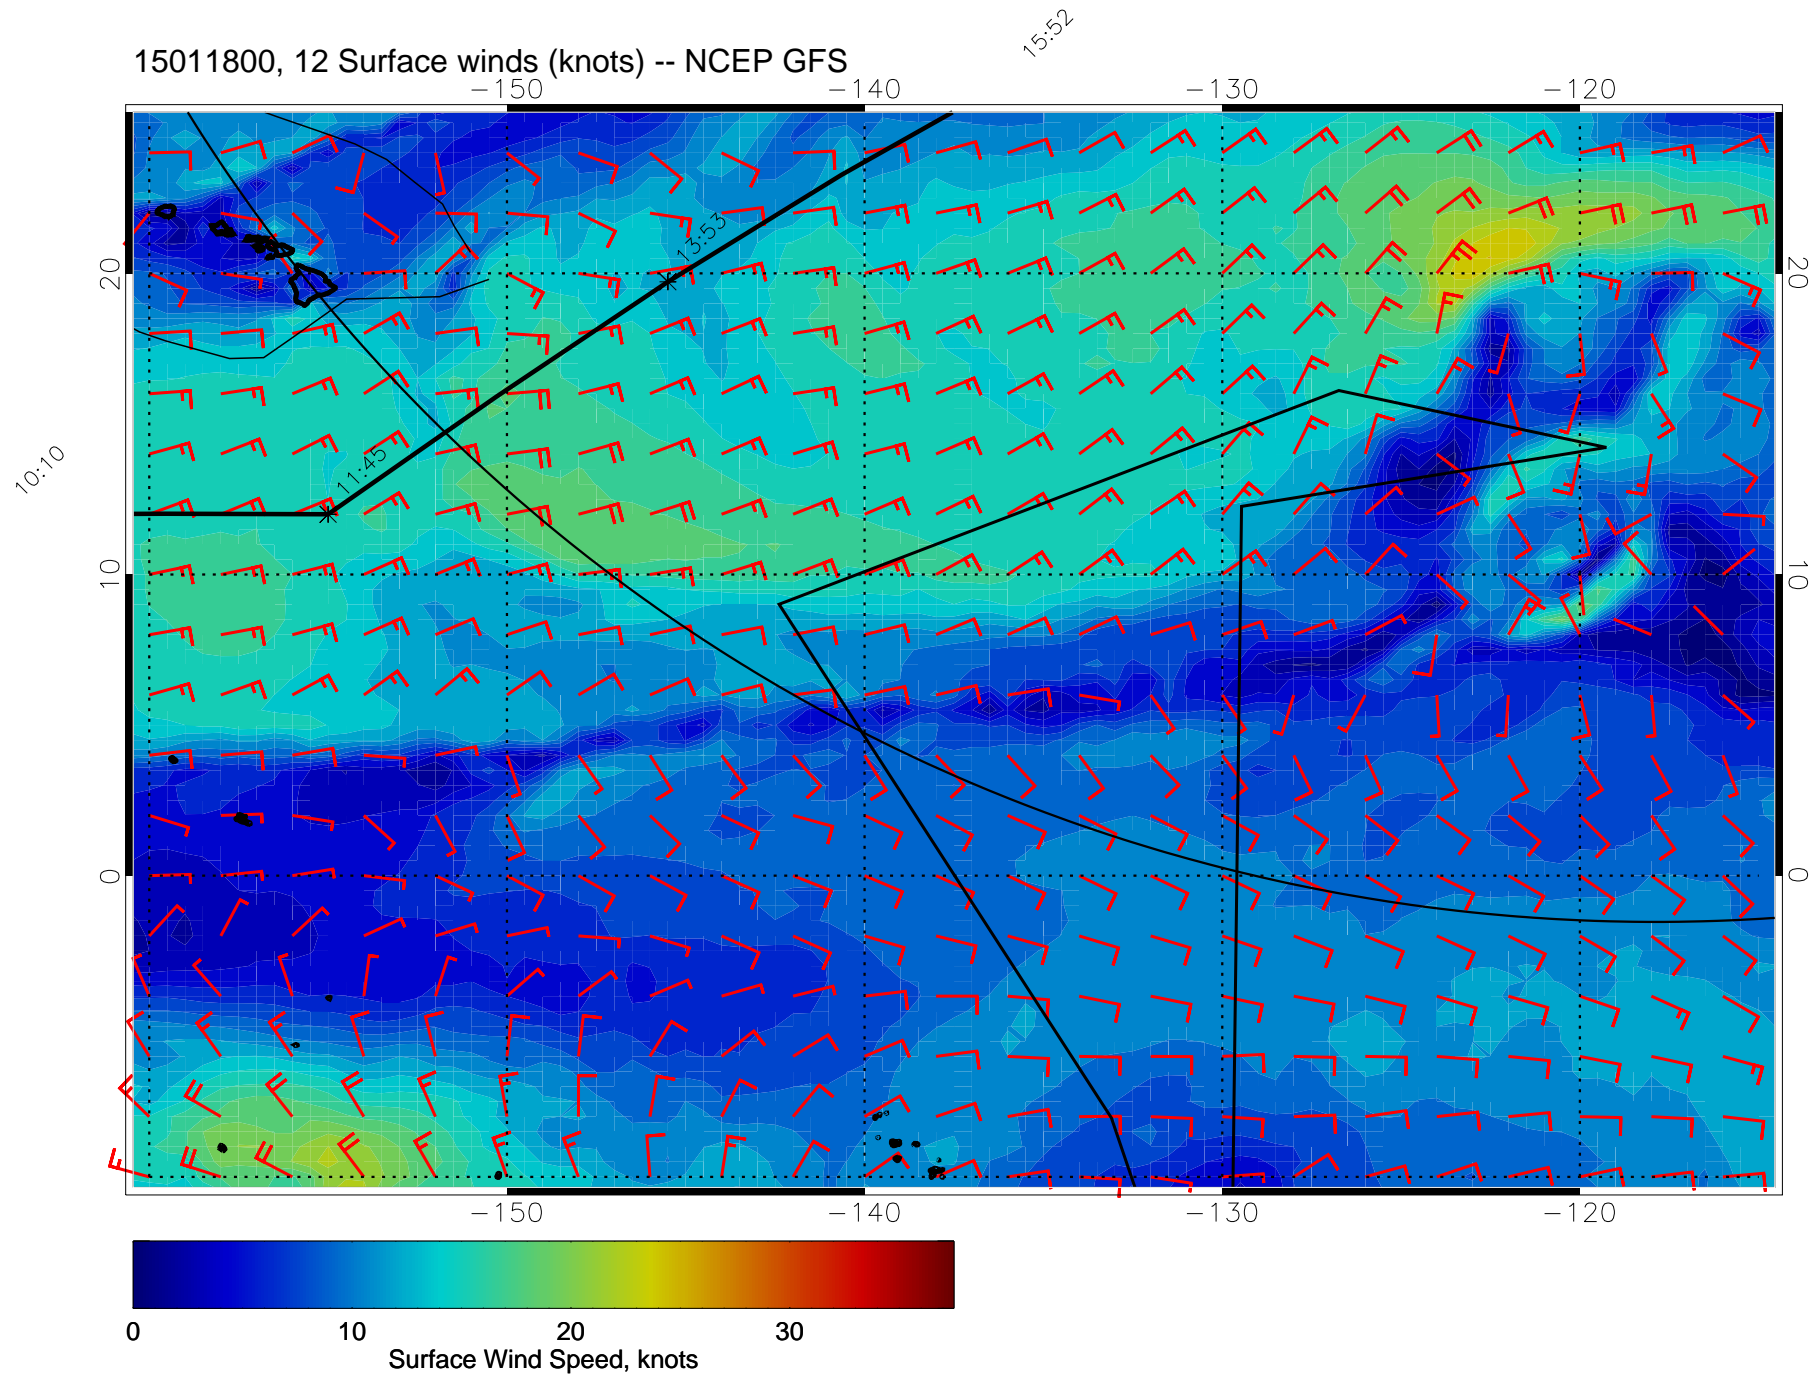 15:52
15011800, 12 Surface winds (knots) -- NCEP GFS
-150 -140 -130 -120
13:53
20 20
10:10
11:45
10 10
0 0
-150 -140 -130 -120
0 10 20 30
Surface Wind Speed, knots